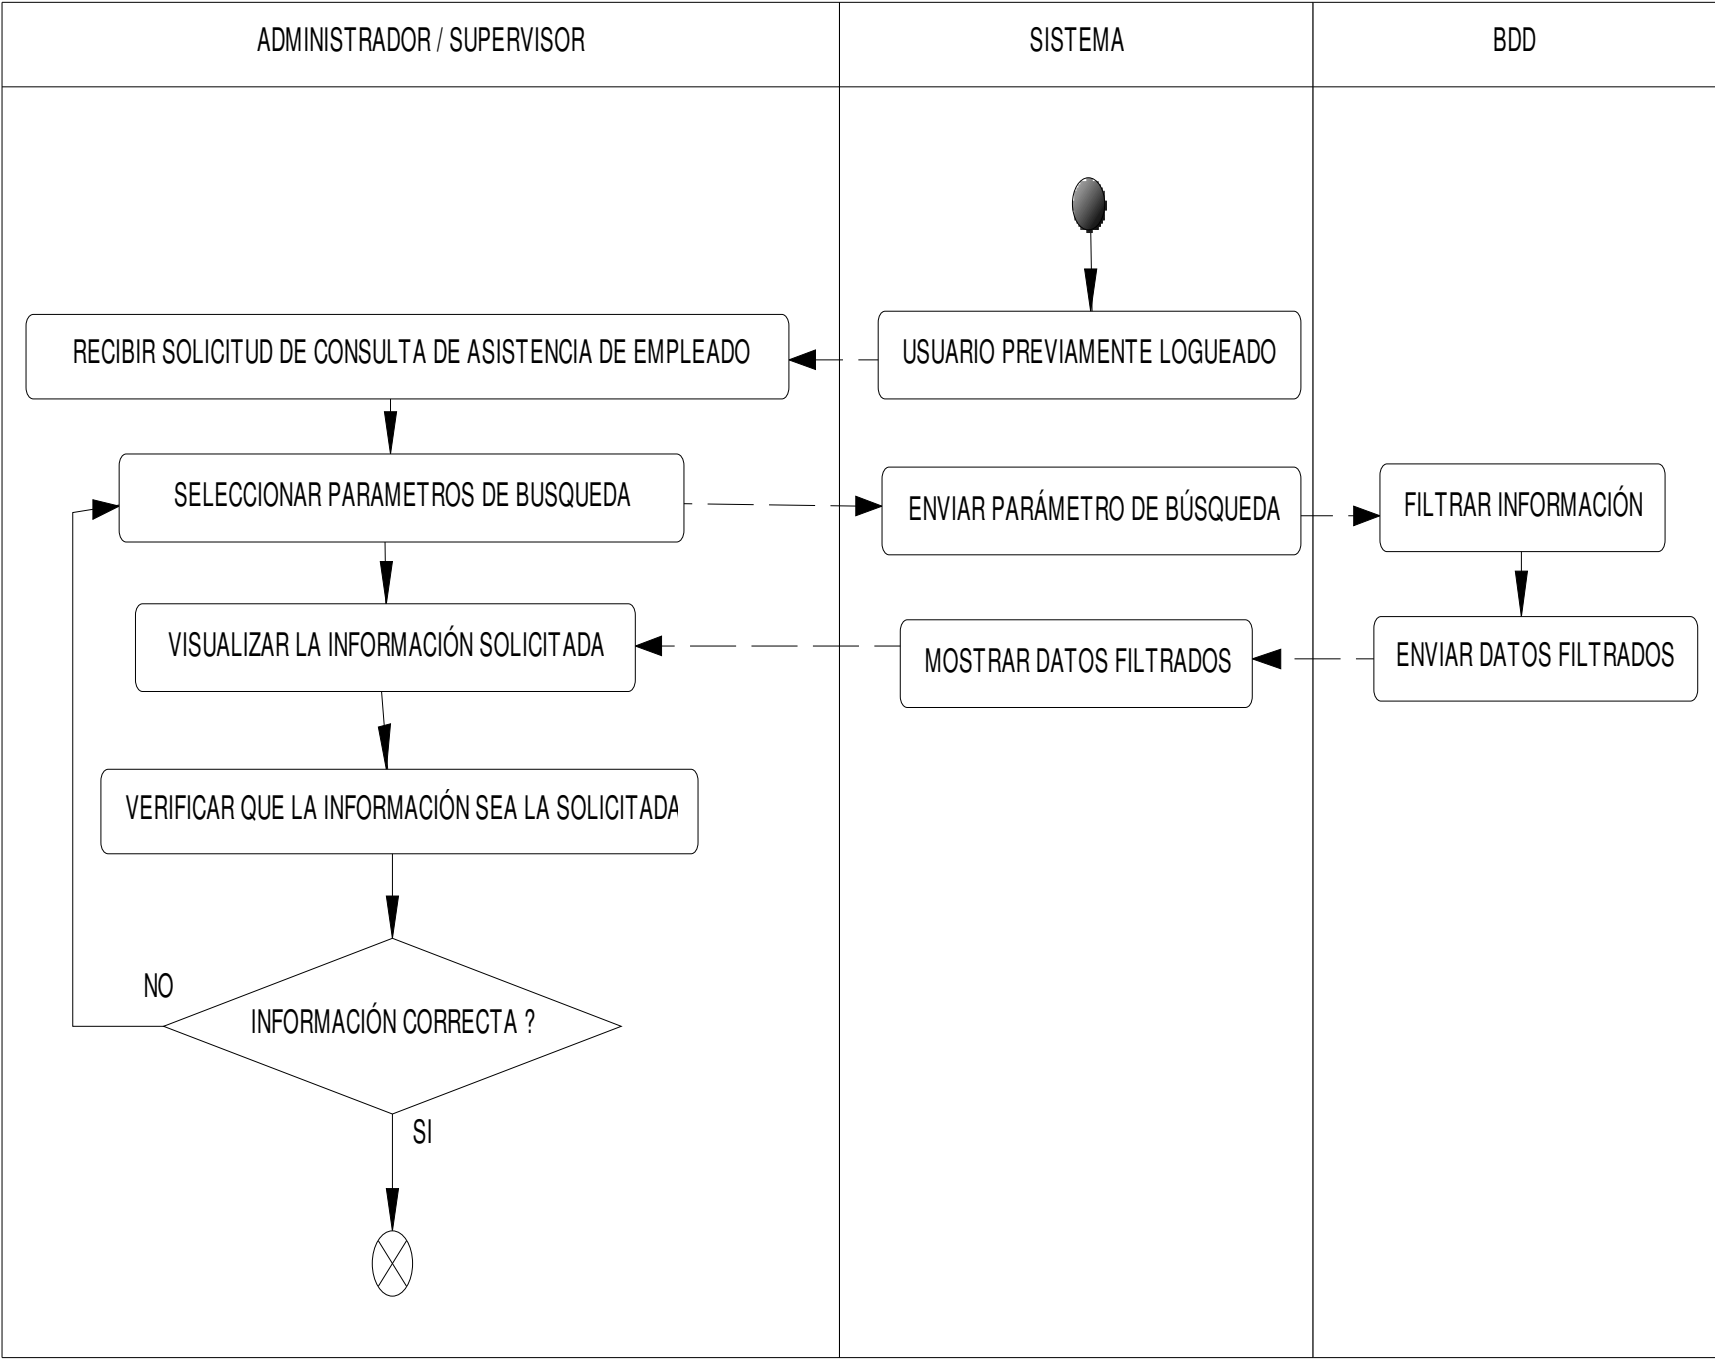 ADMINISTRADOR / SUPERVISOR
SISTEMA
BDD
RECIBIR SOLICITUD DE CONSULTA DE ASISTENCIA DE EMPLEADO
USUARIO PREVIAMENTE LOGUEADO
SELECCIONAR PARAMETROS DE BUSQUEDA
ENVIAR PARÁMETRO DE BÚSQUEDA
FILTRAR INFORMACIÓN
VISUALIZAR LA INFORMACIÓN SOLICITADA
MOSTRAR DATOS FILTRADOS
ENVIAR DATOS FILTRADOS
VERIFICAR QUE LA INFORMACIÓN SEA LA SOLICITADA
NO
INFORMACIÓN CORRECTA ?
SI